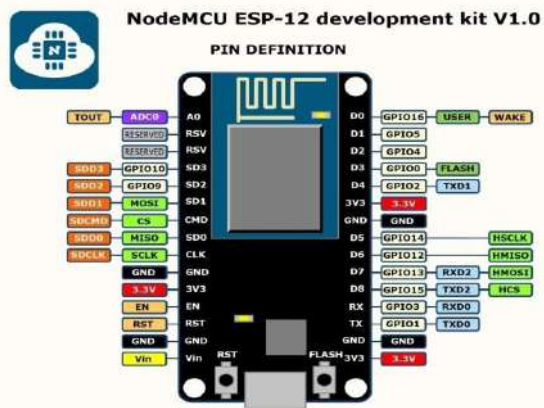 NodeMCU ESP-12 development kit V1.0
PIN DEFINITION
TOUT ADC0 A0 D0 GPIO16 USER WAKE
RESERVED RSV D1 GPIO5
RESERVED RSV D2 GPIO4
SDD3 GPIO10 SD3 D3 GPIO0 FLASH
SDD2 GPIO9 SD2 D4 GPIO2 TXD1
SDD1 MOSI SD1 3V3 3.3V
SDCMD CS CMD GND GND
SDD0 MISO SD0 D5 GPIO14 HSCLK
SDCLK SCLK CLK D6 GPIO12 HMISO
GND GND D7 GPIO13 RXD2 HMOSI
3.3V 3V3 D8 GPIO15 TXD2 HCS
EN EN RX GPIO3 RXD0
RST RST TX GPIO1 TXD0
GND GND GND GND
Vin Vin RST FLASH 3V3 3.3V